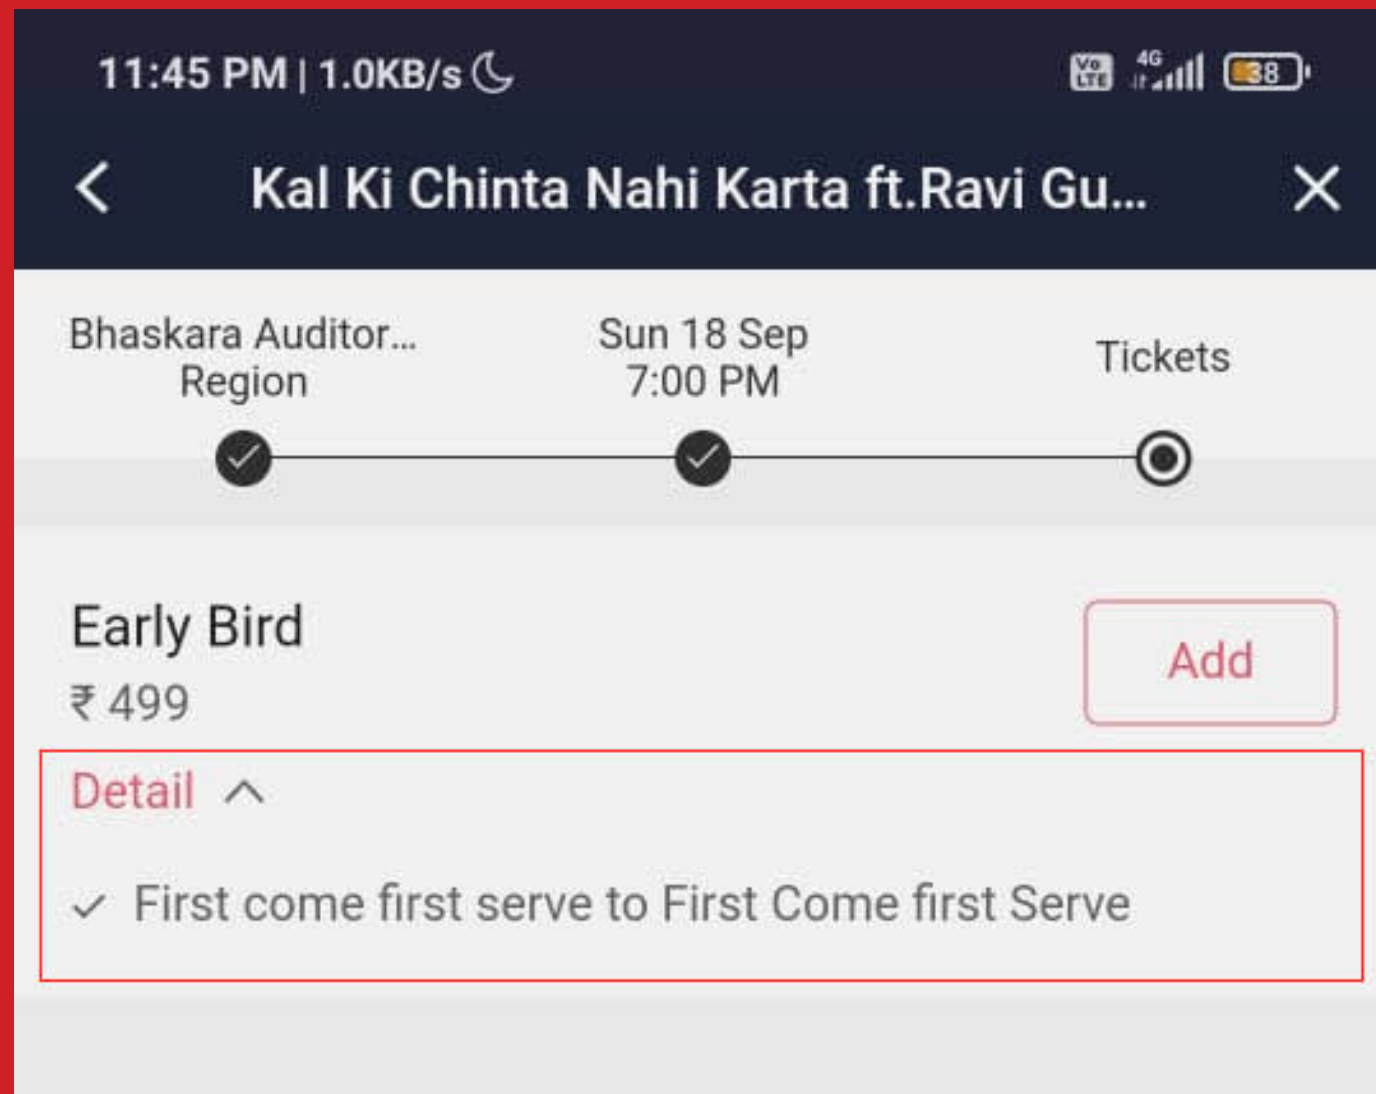 11:45 PM | 1.0KB/s
Vo LTE 4G 38
Kal Ki Chinta Nahi Karta ft.Ravi Gu...
Bhaskara Auditor...
Region
Sun 18 Sep
7:00 PM
Tickets
Early Bird
₹ 499
Add
Detail
First come first serve to First Come first Serve